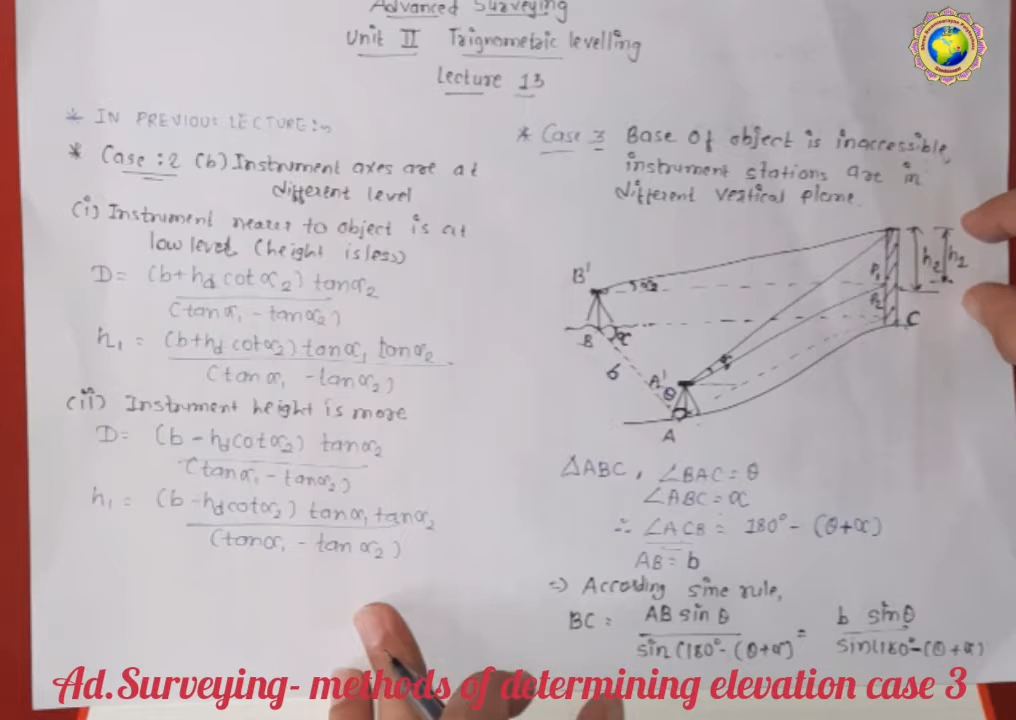 Advanced Surveying
Unit II Trignometric levelling
Lecture 13
* IN PREVIOUS LECTURE:-
* Case : 2 (b) Instrument axes are at
different level
(i) Instrument nearer to object is at
low level (height is less)
D = (b + hd cot α2) tan α2
(tan α1 - tan α2)
h1 = (b + hd cot α2) tan α1 tan α2
(tan α1 - tan α2)
(ii) Instrument height is more
D = (b - hd cot α2) tan α2
(tan α1 - tan α2)
h1 = (b - hd cot α2) tan α1 tan α2
(tan α1 - tan α2)
* Case 3 Base of object is inaccessible,
instrument stations are in
different vertical plane.
h2 h2
B' α2 P1
P2
C
B α
b A' θ
A
△ABC, ∠BAC = θ
∠ABC = α
∴ ∠ACB = 180° - (θ+α)
AB = b
=> According sine rule,
BC = AB sin θ = b sin θ
sin(180° - (θ+α) sin(180° - (θ+α)
Ad.Surveying- methods of determining elevation case 3